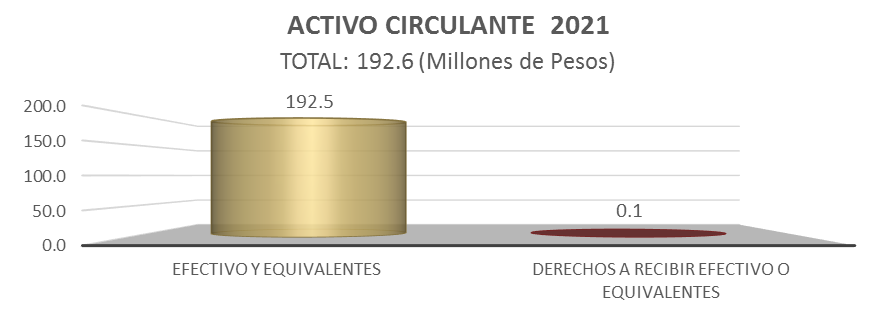 ACTIVO CIRCULANTE 2021
TOTAL: 192.6 (Millones de Pesos)
192.5
200.0
150.0
100.0
50.0
0.0
0.1
EFECTIVO Y EQUIVALENTES
DERECHOS A RECIBIR EFECTIVO O
EQUIVALENTES